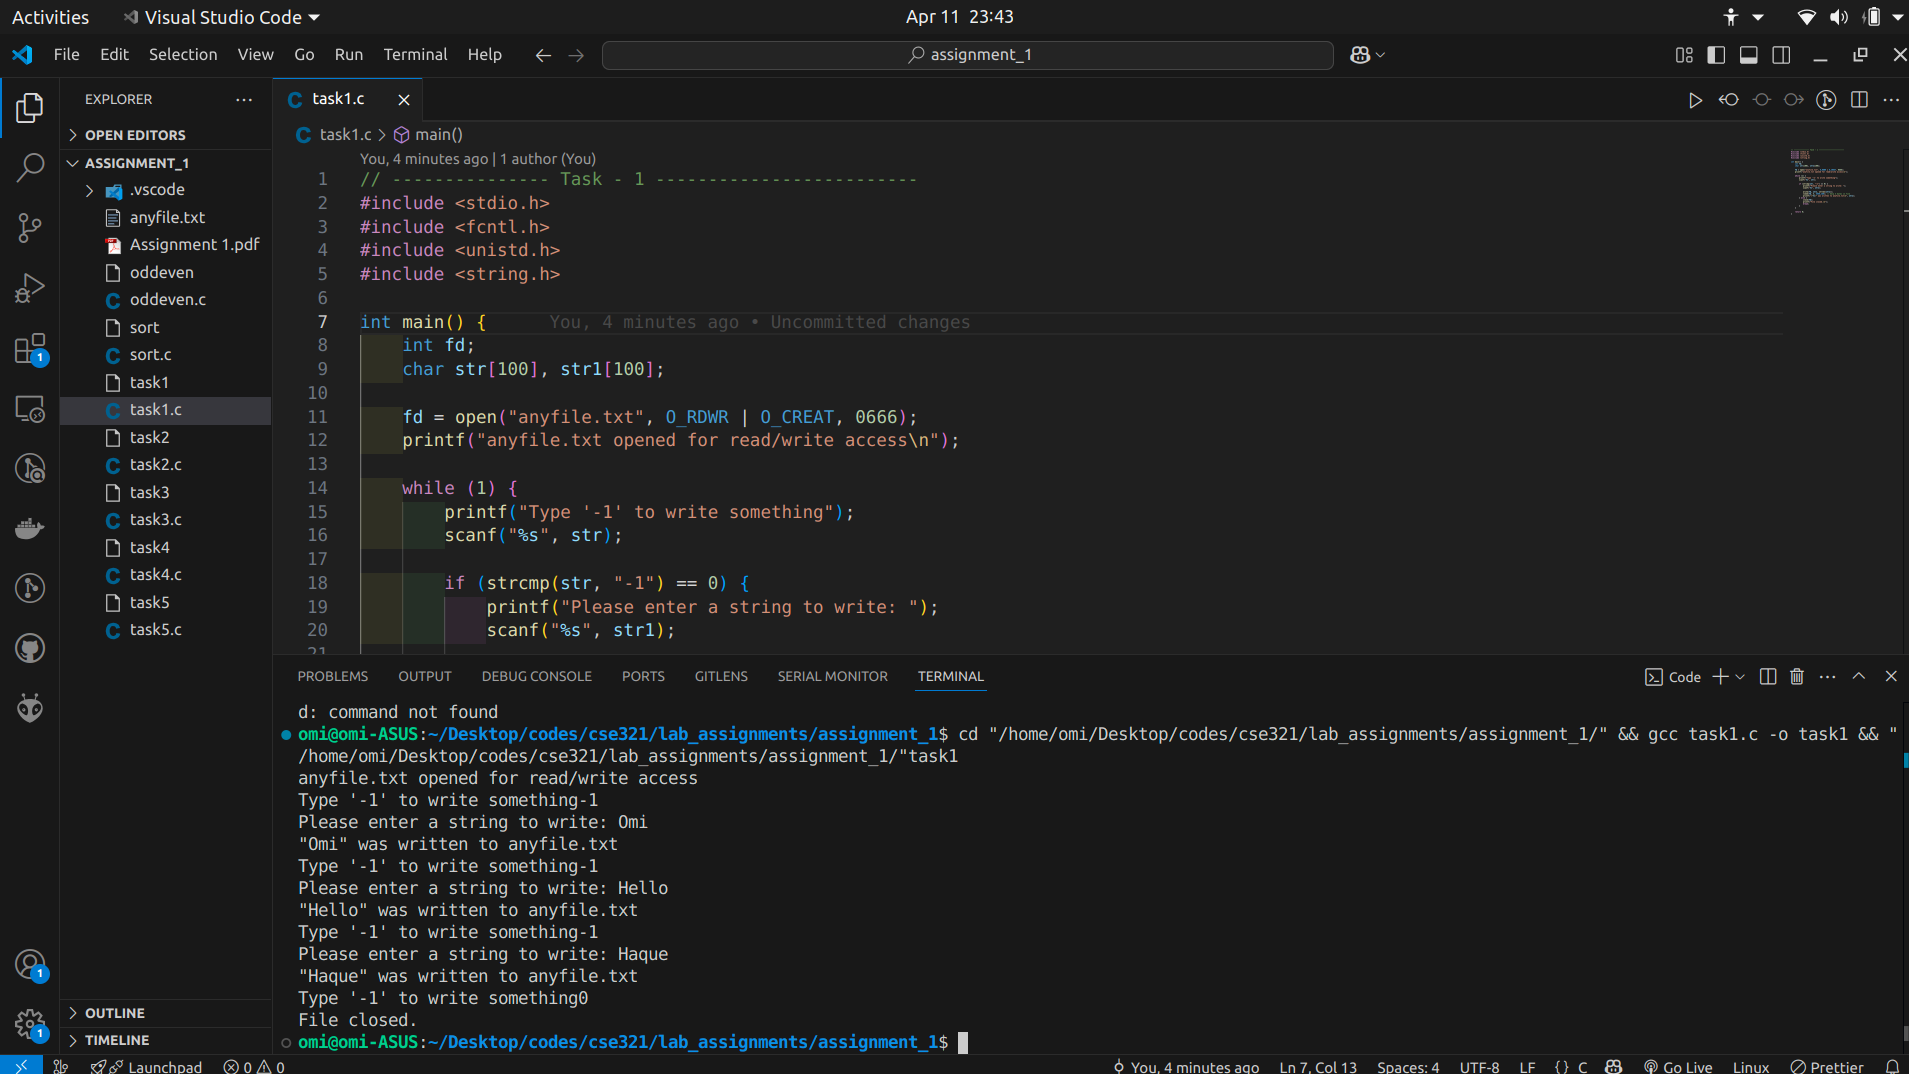 Activities Visual Studio Code Apr 11 23:43
File Edit Selection View Go Run Terminal Help assignment_1
EXPLORER
OPEN EDITORS
ASSIGNMENT_1
.vscode
anyfile.txt
Assignment 1.pdf
oddeven
oddeven.c
sort
sort.c
task1
task1.c
task2
task2.c
task3
task3.c
task4
task4.c
task5
task5.c
OUTLINE
TIMELINE
1
1
1
task1.c
task1.c > main()
You, 4 minutes ago | 1 author (You)
1 // --------------- Task - 1 -------------------------
2 #include <stdio.h>
3 #include <fcntl.h>
4 #include <unistd.h>
5 #include <string.h>
6
7 int main() { You, 4 minutes ago • Uncommitted changes
8 int fd;
9 char str[100], str1[100];
10
11 fd = open("anyfile.txt", O_RDWR | O_CREAT, 0666);
12 printf("anyfile.txt opened for read/write access\n");
13
14 while (1) {
15 printf("Type '-1' to write something");
16 scanf("%s", str);
17
18 if (strcmp(str, "-1") == 0) {
19 printf("Please enter a string to write: ");
20 scanf("%s", str1);
21
PROBLEMS OUTPUT DEBUG CONSOLE PORTS GITLENS SERIAL MONITOR TERMINAL Code
d: command not found
omi@omi-ASUS:~/Desktop/codes/cse321/lab_assignments/assignment_1$ cd "/home/omi/Desktop/codes/cse321/lab_assignments/assignment_1/" && gcc task1.c -o task1 && "
/home/omi/Desktop/codes/cse321/lab_assignments/assignment_1/"task1
anyfile.txt opened for read/write access
Type '-1' to write something-1
Please enter a string to write: Omi
"Omi" was written to anyfile.txt
Type '-1' to write something-1
Please enter a string to write: Hello
"Hello" was written to anyfile.txt
Type '-1' to write something-1
Please enter a string to write: Haque
"Haque" was written to anyfile.txt
Type '-1' to write something0
File closed.
omi@omi-ASUS:~/Desktop/codes/cse321/lab_assignments/assignment_1$
Launchpad 0 0 You, 4 minutes ago Ln 7, Col 13 Spaces: 4 UTF-8 LF {} C Go Live Linux Prettier